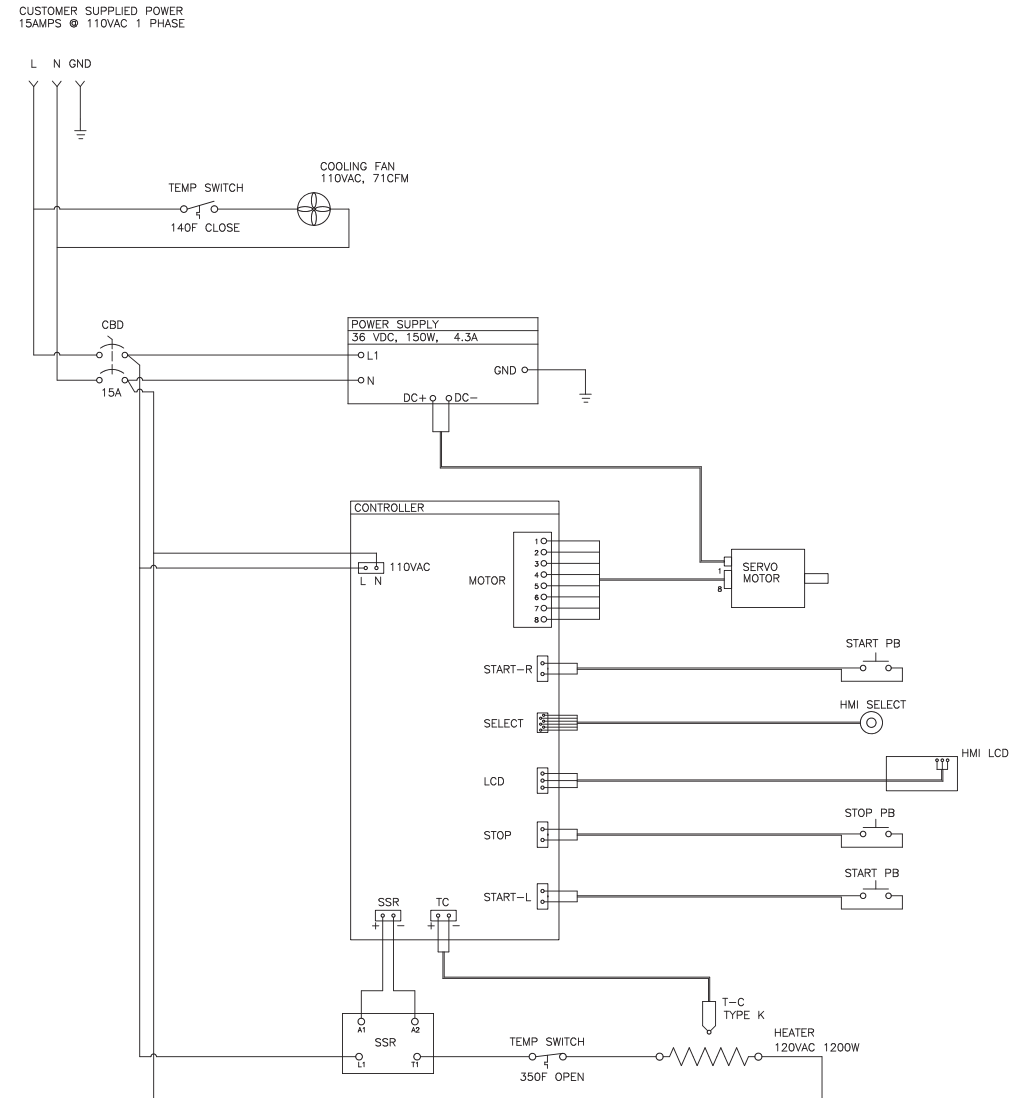 CUSTOMER SUPPLIED POWER
15AMPS @ 110VAC 1 PHASE
L N GND
COOLING FAN
110VAC, 71CFM
TEMP SWITCH
140F CLOSE
CBD
15A
POWER SUPPLY
36 VDC, 150W, 4.3A
L1
GND
N
DC+ DC-
CONTROLLER
110VAC
L N
MOTOR
1
2
3
4
5
6
7
8
1
8
SERVO
MOTOR
START-R
START PB
SELECT
HMI SELECT
LCD
HMI LCD
STOP
STOP PB
START-L
START PB
SSR TC
+ - + -
T-C
TYPE K
A1 A2
SSR
L1 T1
TEMP SWITCH
350F OPEN
HEATER
120VAC 1200W